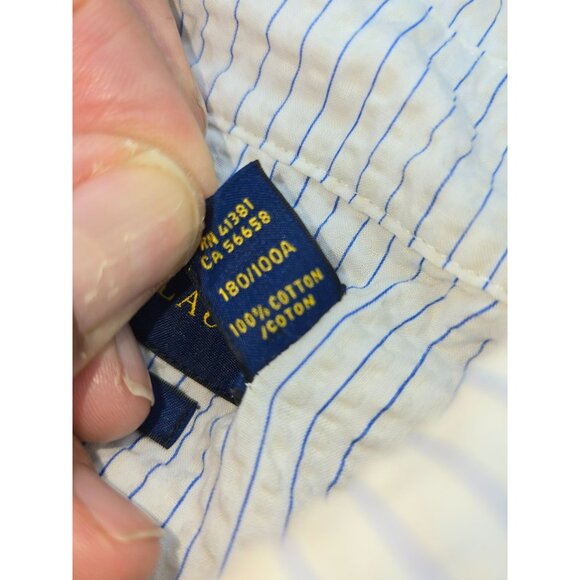 RN 41381
CA 56658
180/100A
100% COTTON
/COTON